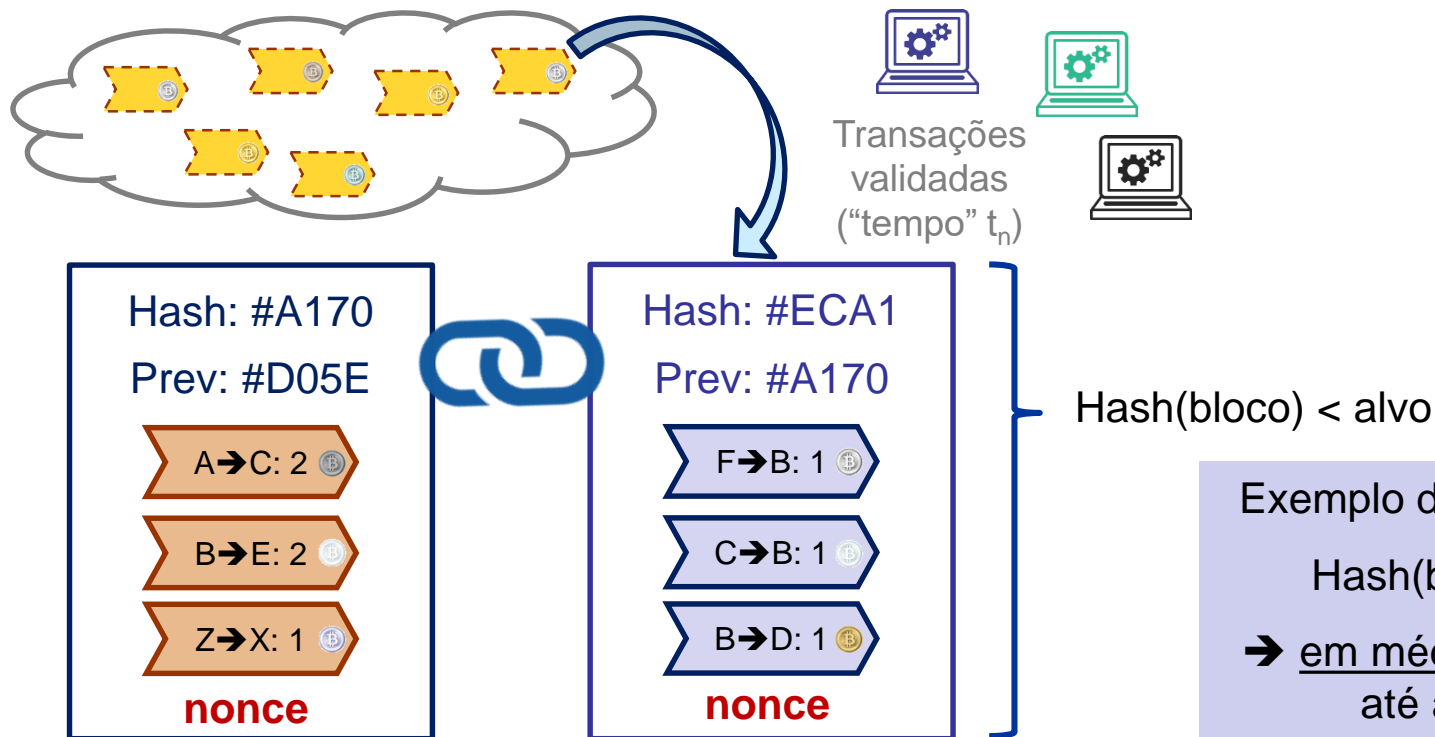 Transações
validadas
(“tempo” tₙ)
Hash: #A170
Prev: #D05E
A➔C: 2
B➔E: 2
Z➔X: 1
nonce
Hash: #ECA1
Prev: #A170
F➔B: 1
C➔B: 1
B➔D: 1
nonce
Hash(bloco) < alvo
Exemplo
Hash(
➔ em
até